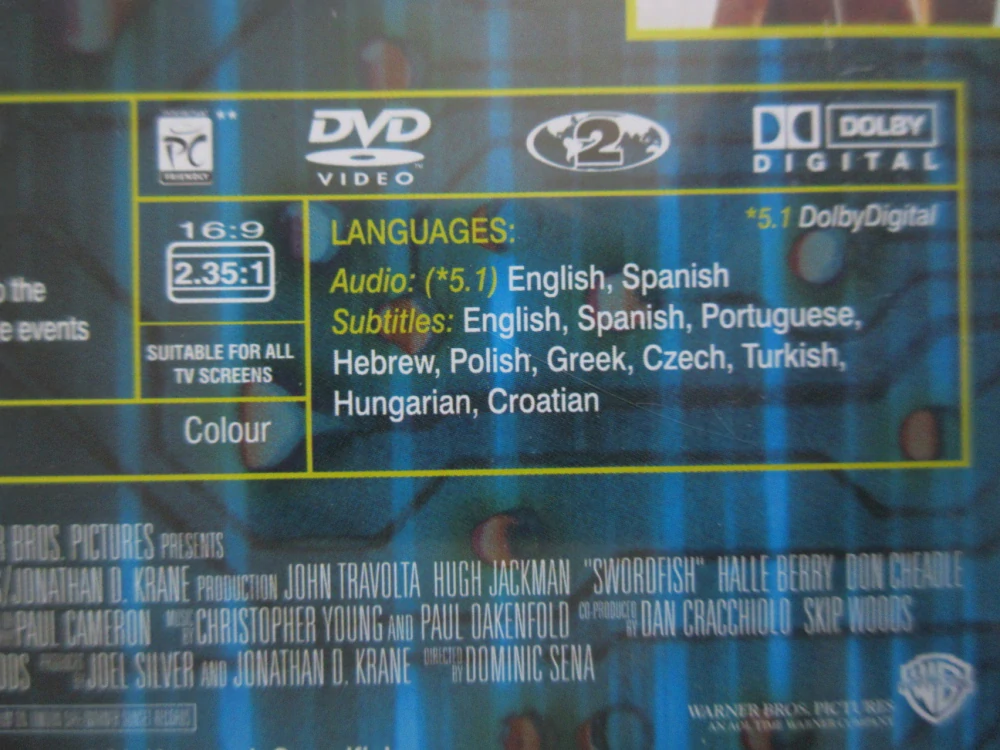 PC
FRIENDLY
**
DVD
VIDEO
™
2
DOLBY
DIGITAL
16:9
2.35:1
SUITABLE FOR ALL
TV SCREENS
Colour
LANGUAGES:
*5.1 DolbyDigital
Audio: (*5.1) English, Spanish
Subtitles: English, Spanish, Portuguese,
Hebrew, Polish, Greek, Czech, Turkish,
Hungarian, Croatian
the
events
BROS. PICTURES PRESENTS
/JONATHAN D. KRANE PRODUCTION JOHN TRAVOLTA HUGH JACKMAN "SWORDFISH" HALLE BERRY DON CHEADLE
PAUL CAMERON MUSIC BY CHRISTOPHER YOUNG AND PAUL OAKENFOLD CO-PRODUCED BY DAN CRACCHIOLO SKIP WOODS
ODS PRODUCED BY JOEL SILVER AND JONATHAN D. KRANE DIRECTED BY DOMINIC SENA
WB
WARNER BROS. PICTURES
AN AOL TIME WARNER COMPANY